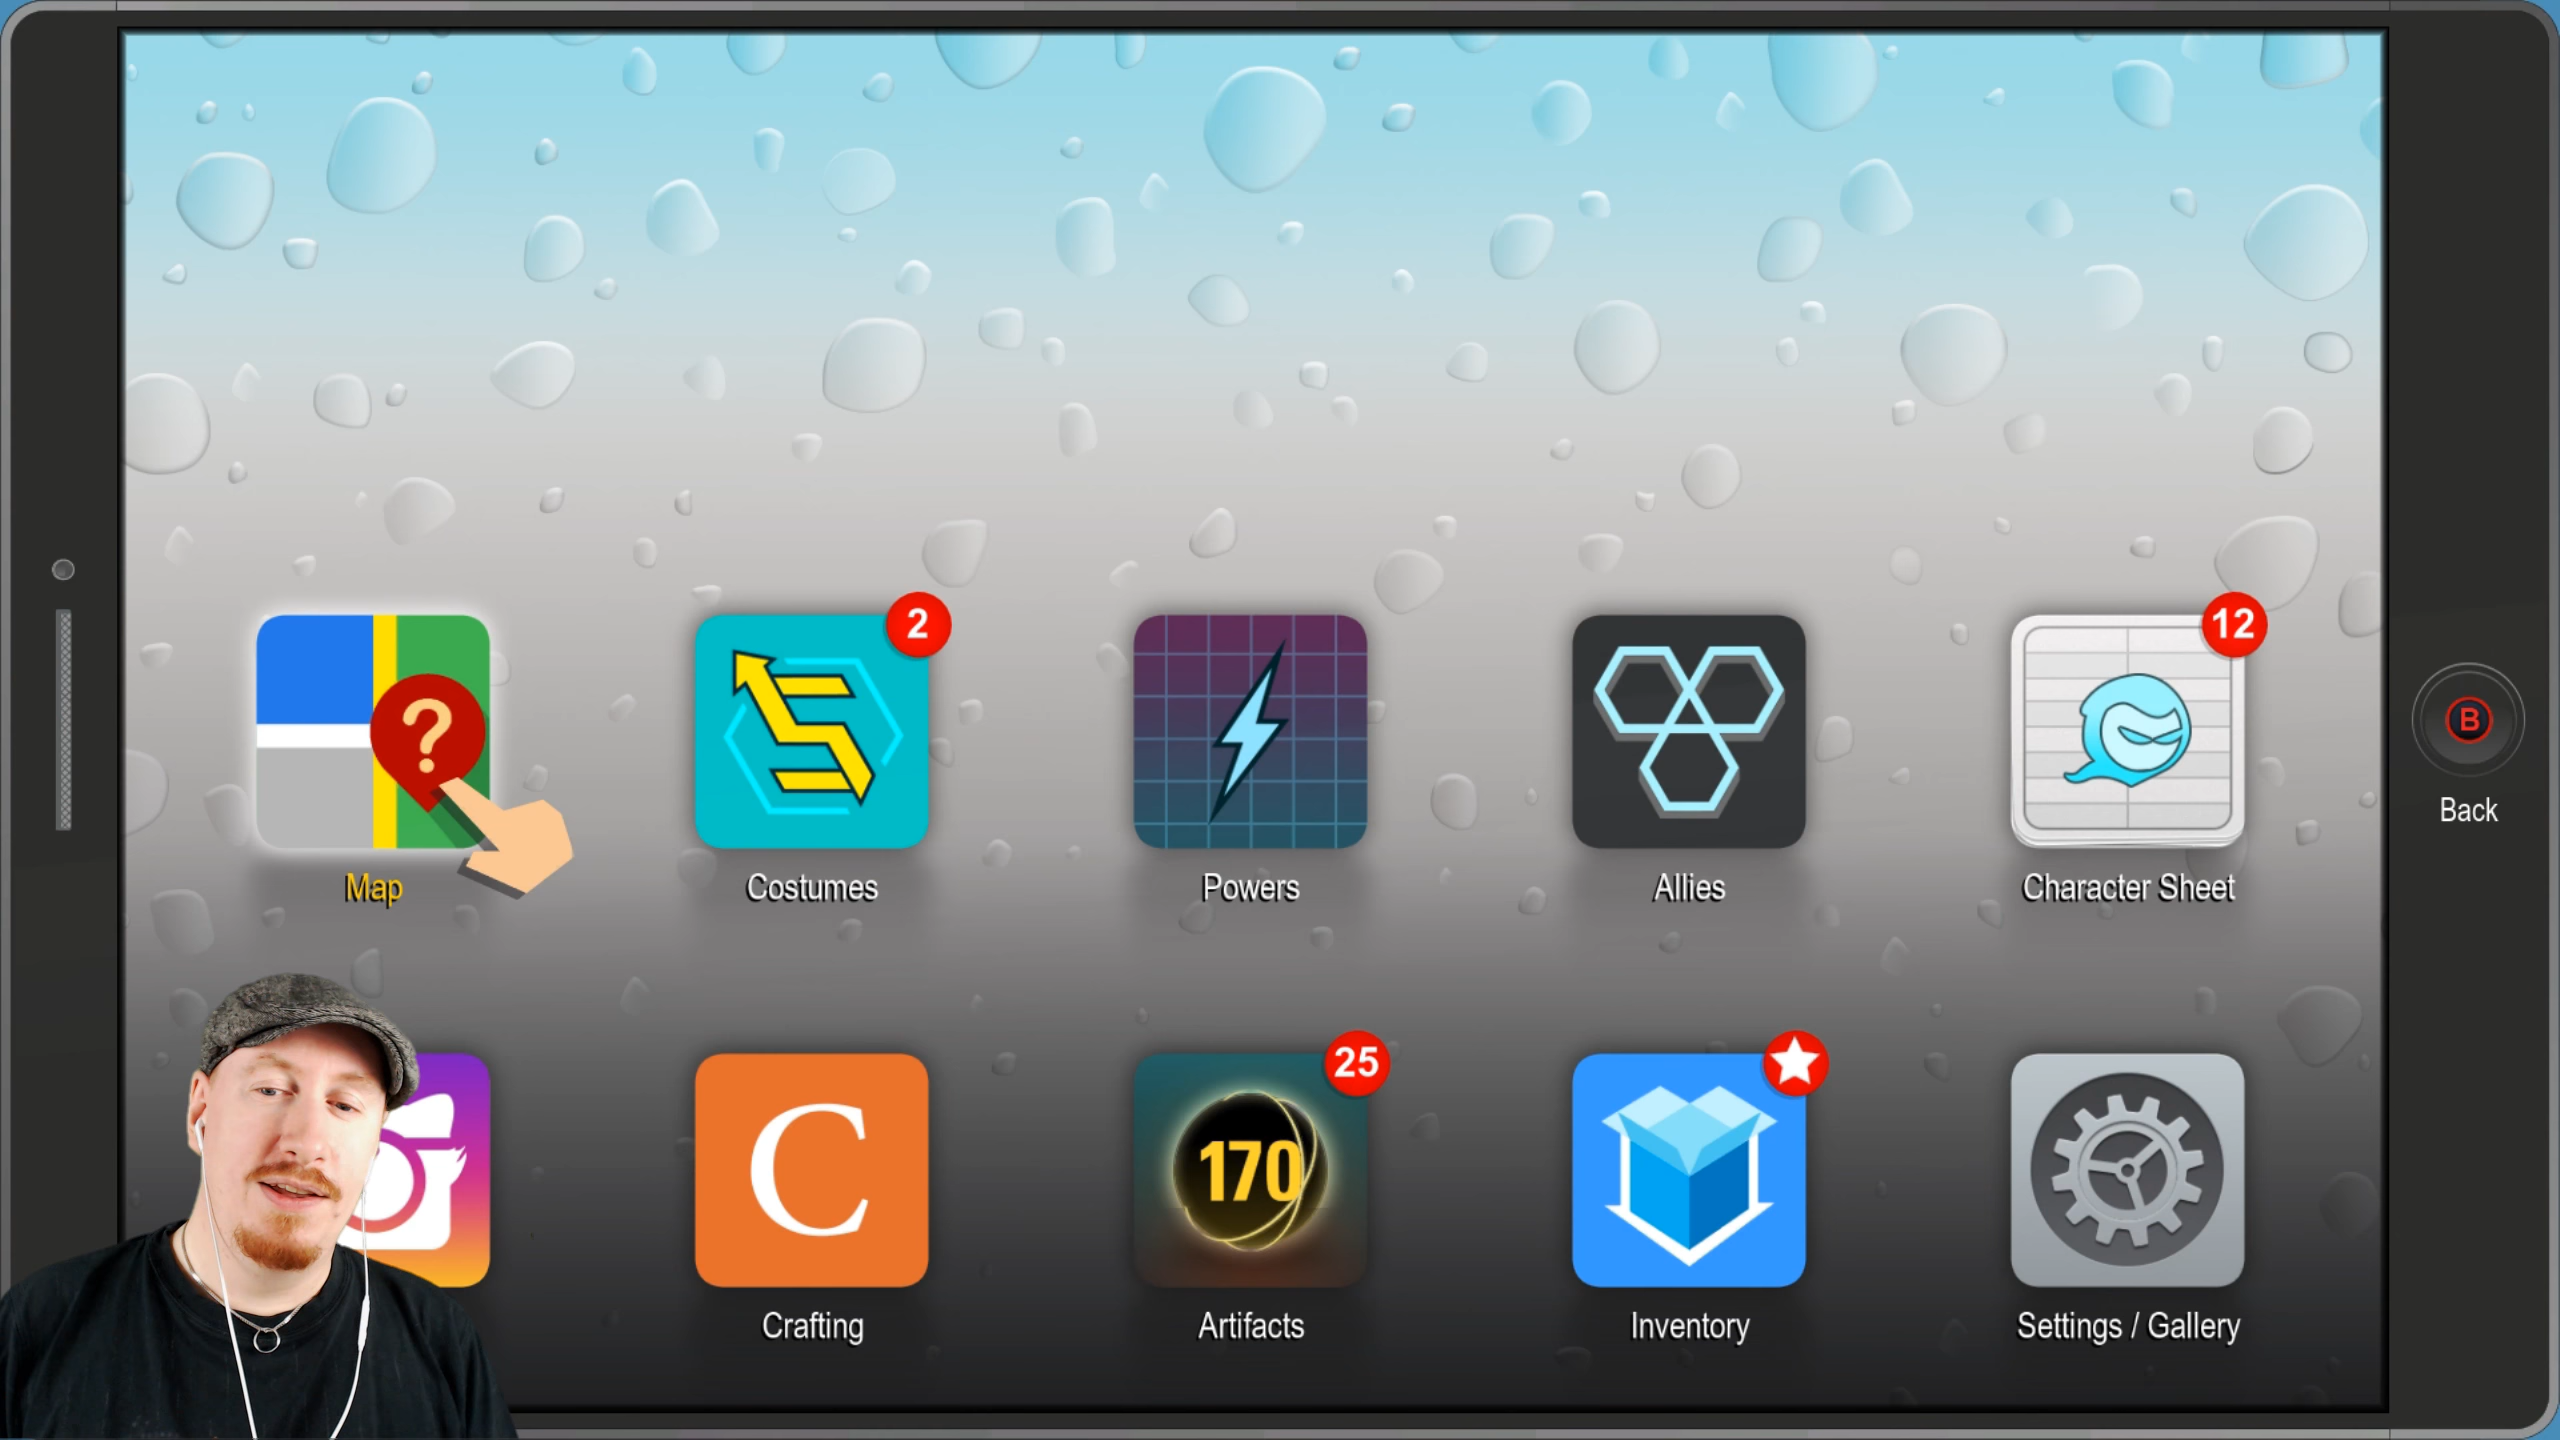 2
12
?
B
Map
Costumes
Powers
Allies
Character Sheet
Back
25
C
170
Crafting
Artifacts
Inventory
Settings / Gallery